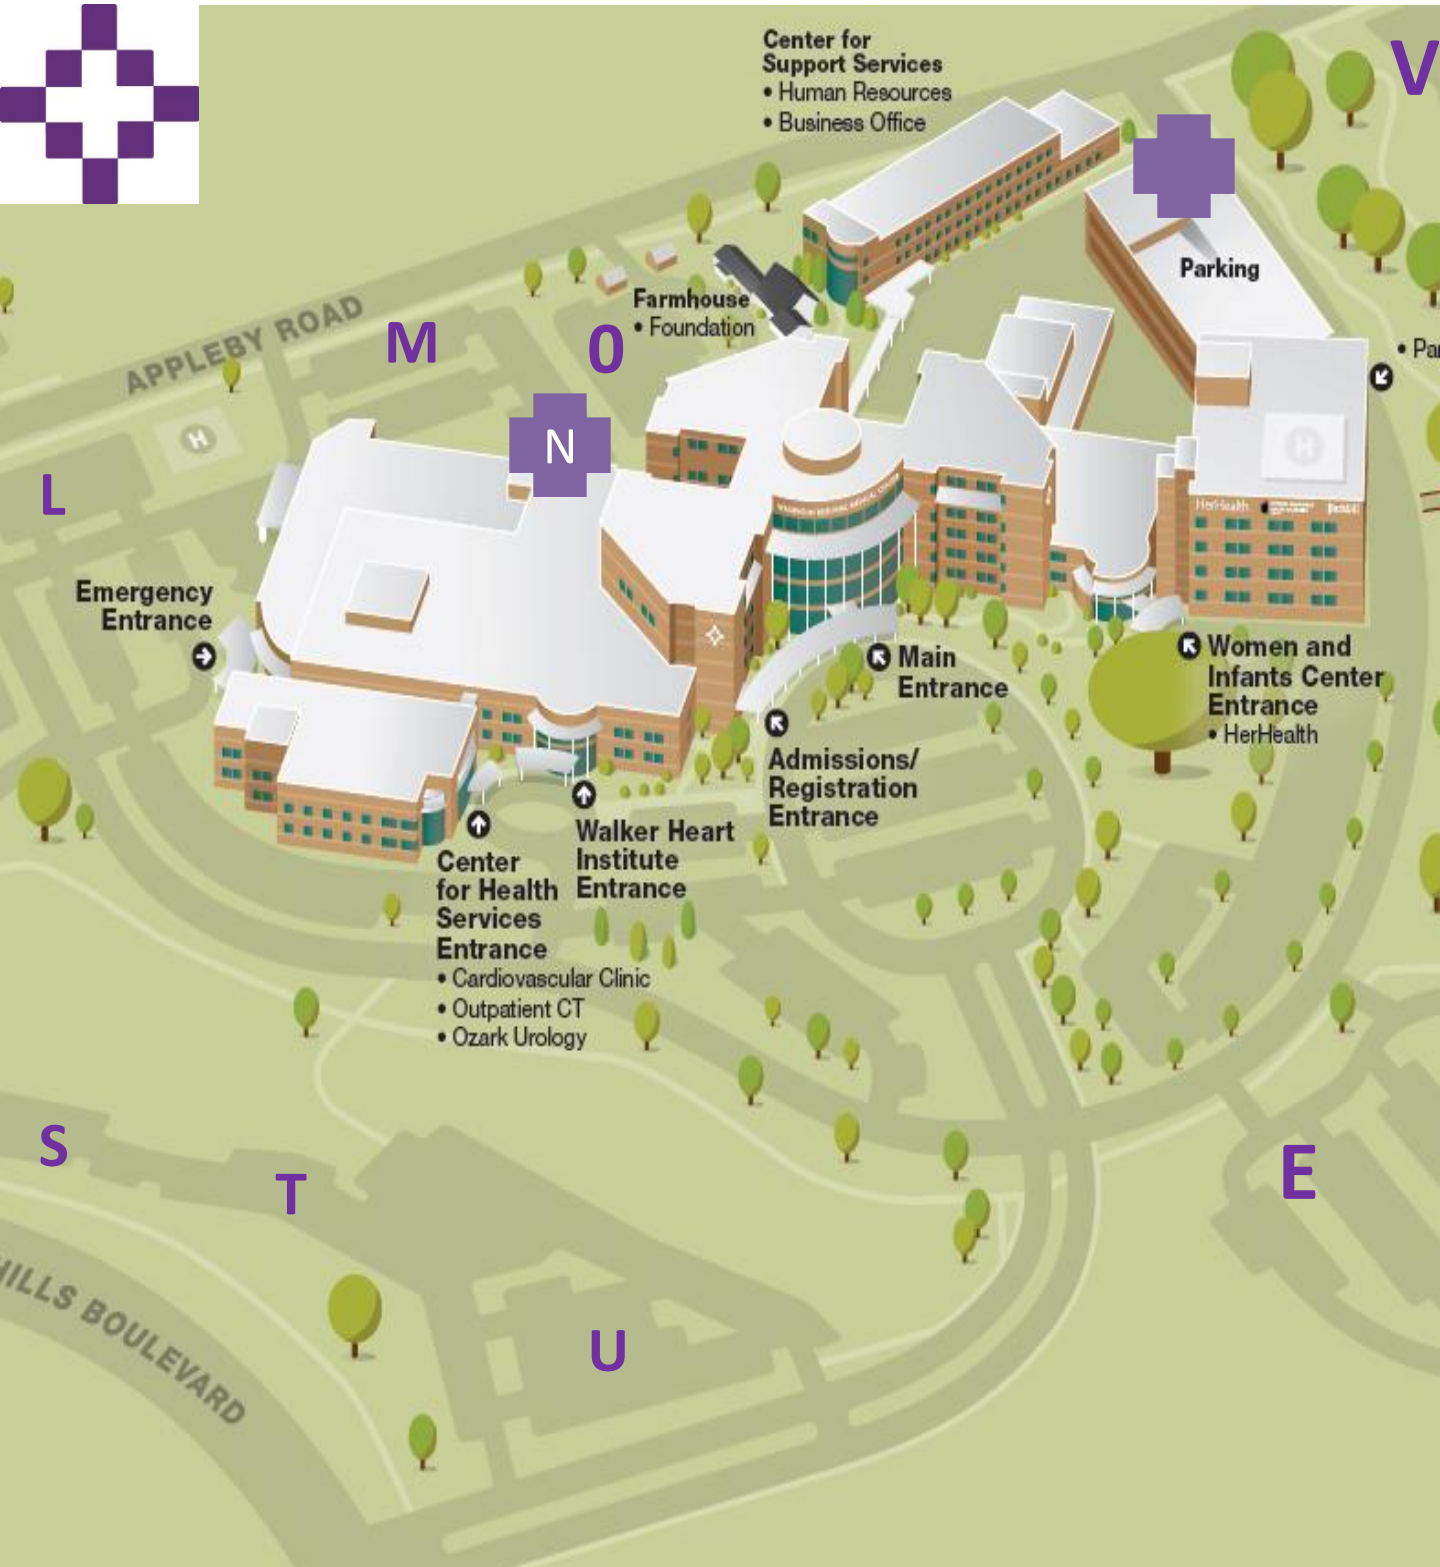 Center for
Support Services
• Human Resources
• Business Office
V
Parking
Farmhouse
• Foundation
APPLEBY ROAD
M
O
H
N
• Pa
H
L
HerHealth
Emergency
Entrance
Main
Entrance
Women and
Infants Center
Entrance
• HerHealth
Admissions/
Registration
Entrance
Walker Heart
Institute
Entrance
Center
for Health
Services
Entrance
• Cardiovascular Clinic
• Outpatient CT
• Ozark Urology
S
T
E
HILLS BOULEVARD
U